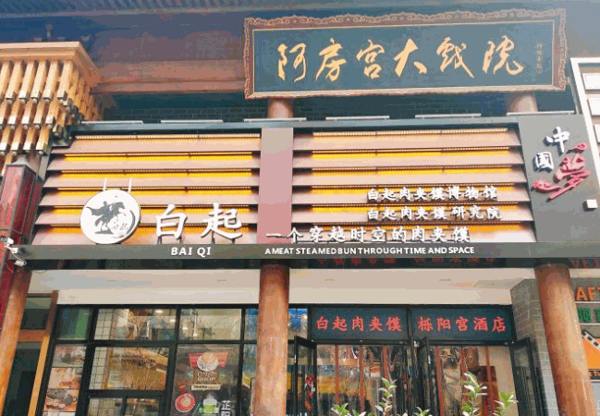 阿房宫大戏院
中国梦
白起肉夹馍博物馆
白起肉夹馍研究院
白起
一个穿越时空的肉夹馍
BAI QI
A MEAT STEAMED BUN THROUGH TIME AND SPACE
白起肉夹馍 栎阳宫酒店